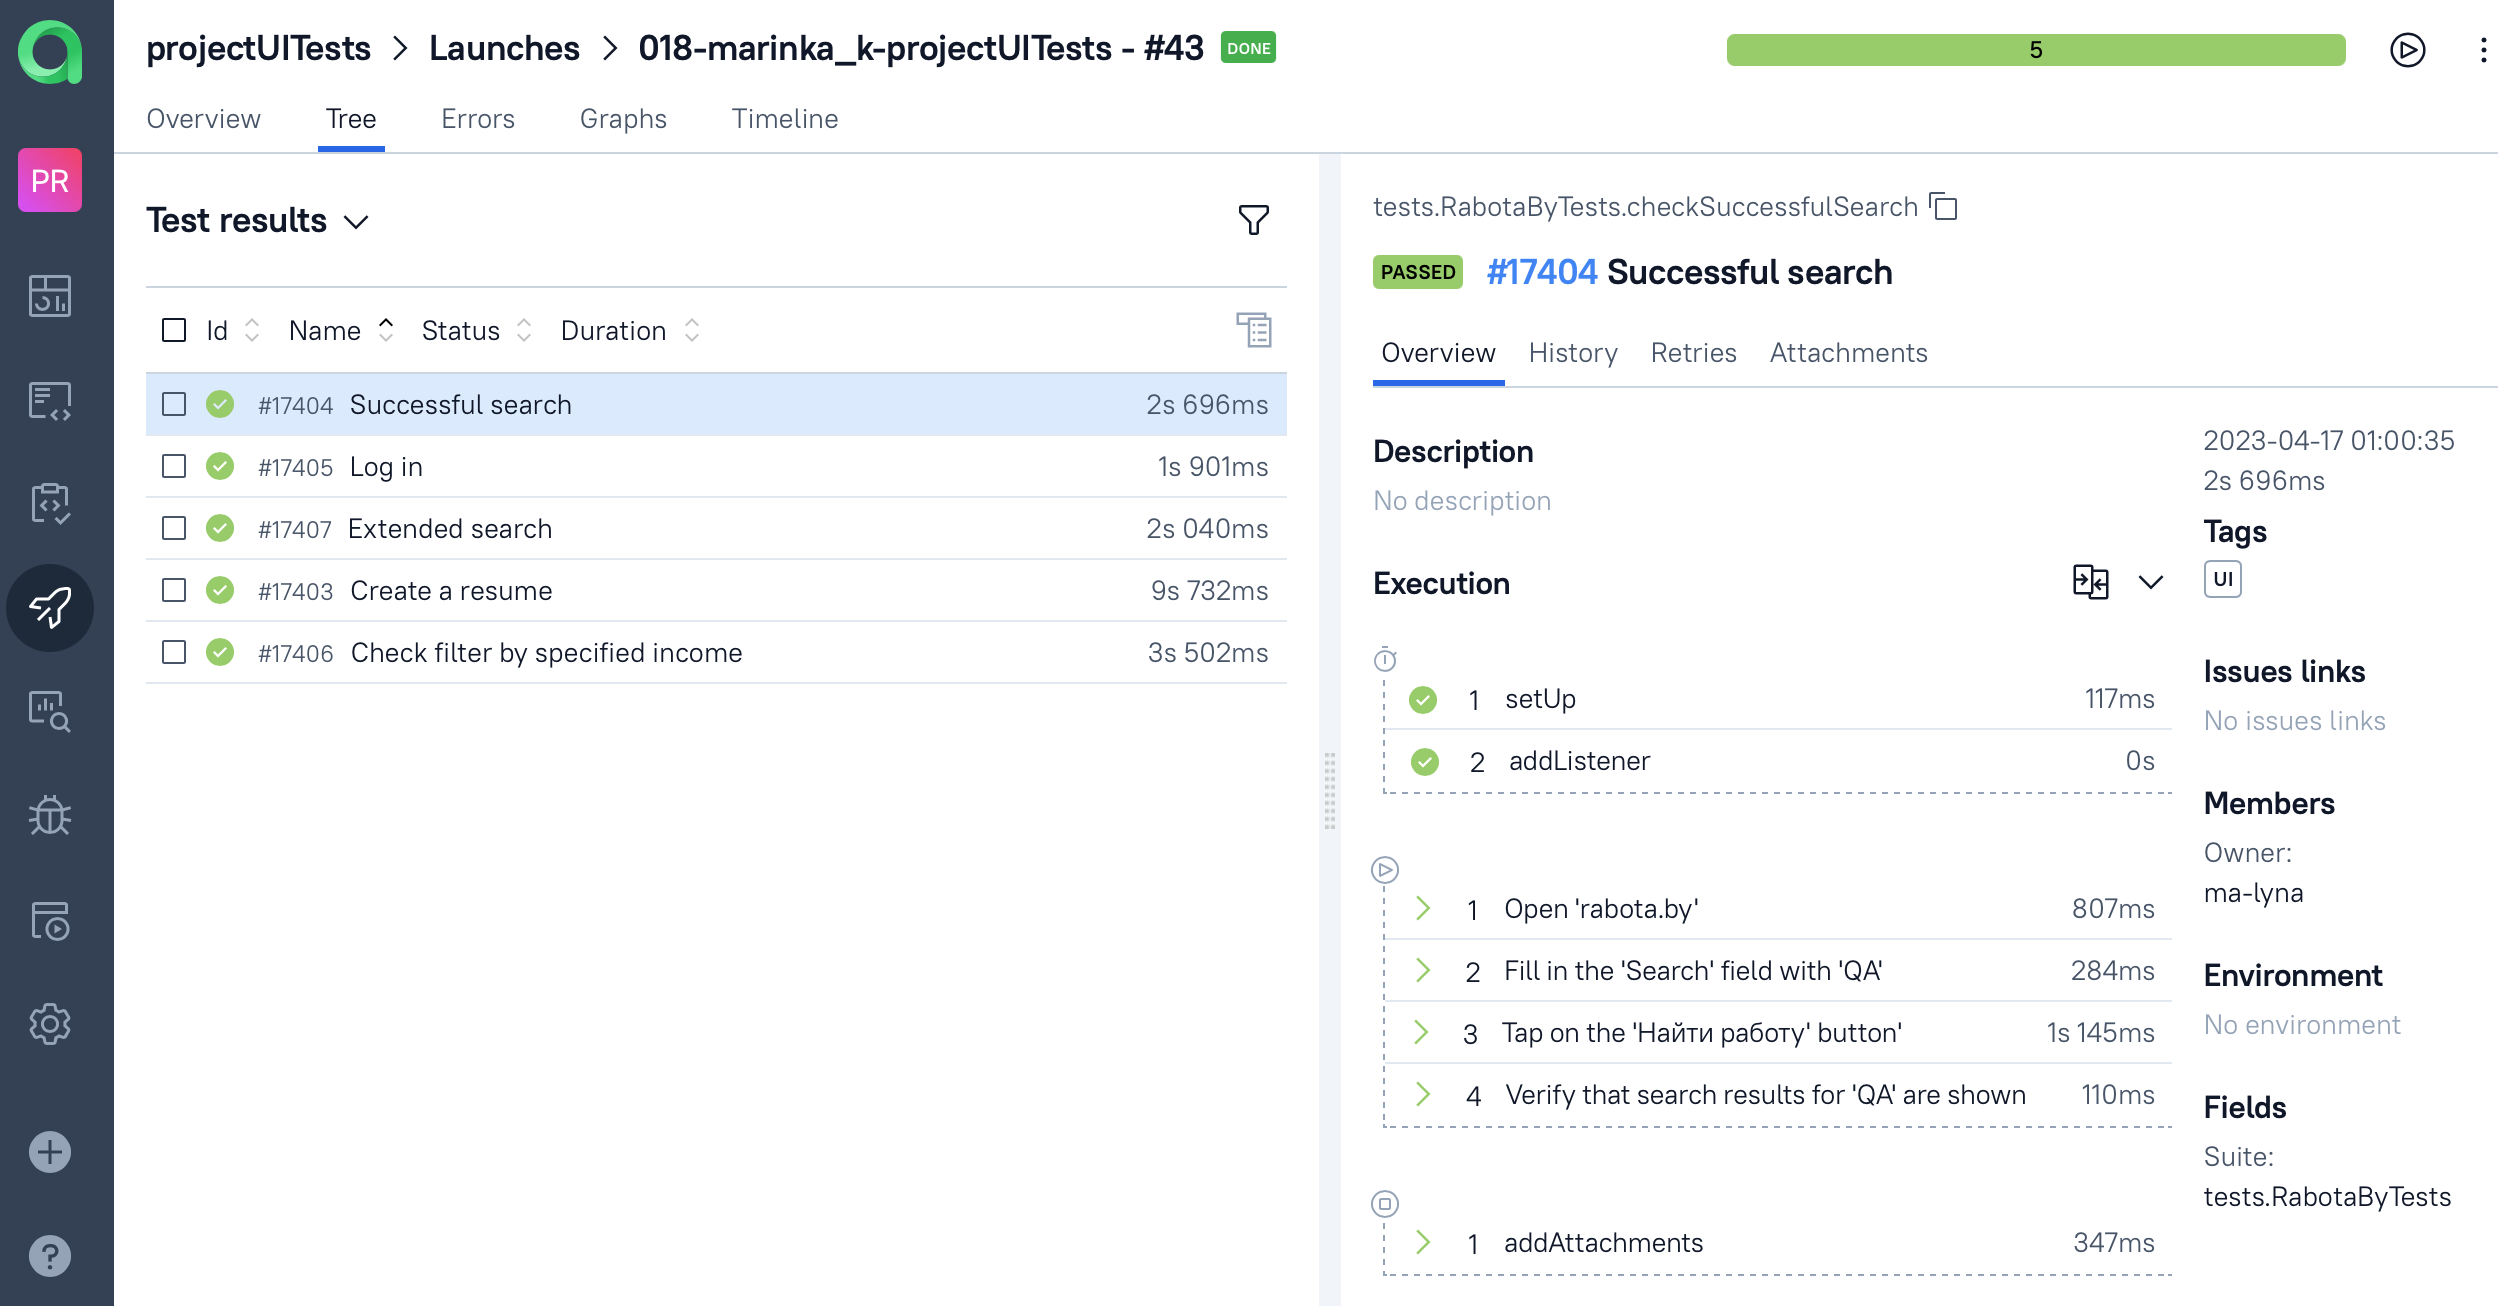 projectUITests > Launches > 018-marinka_k-projectUITests - #43 DONE
5
Overview Tree Errors Graphs Timeline
PR
Test results
Id Name Status Duration
#17404 Successful search 2s 696ms
#17405 Log in 1s 901ms
#17407 Extended search 2s 040ms
#17403 Create a resume 9s 732ms
#17406 Check filter by specified income 3s 502ms
tests.RabotaByTests.checkSuccessfulSearch
PASSED #17404 Successful search
Overview History Retries Attachments
Description
No description
Execution
1 setUp 117ms
2 addListener 0s
1 Open 'rabota.by' 807ms
2 Fill in the 'Search' field with 'QA' 284ms
3 Tap on the 'Найти работу' button' 1s 145ms
4 Verify that search results for 'QA' are shown 110ms
1 addAttachments 347ms
2023-04-17 01:00:35
2s 696ms
Tags
UI
Issues links
No issues links
Members
Owner:
ma-lyna
Environment
No environment
Fields
Suite:
tests.RabotaByTests